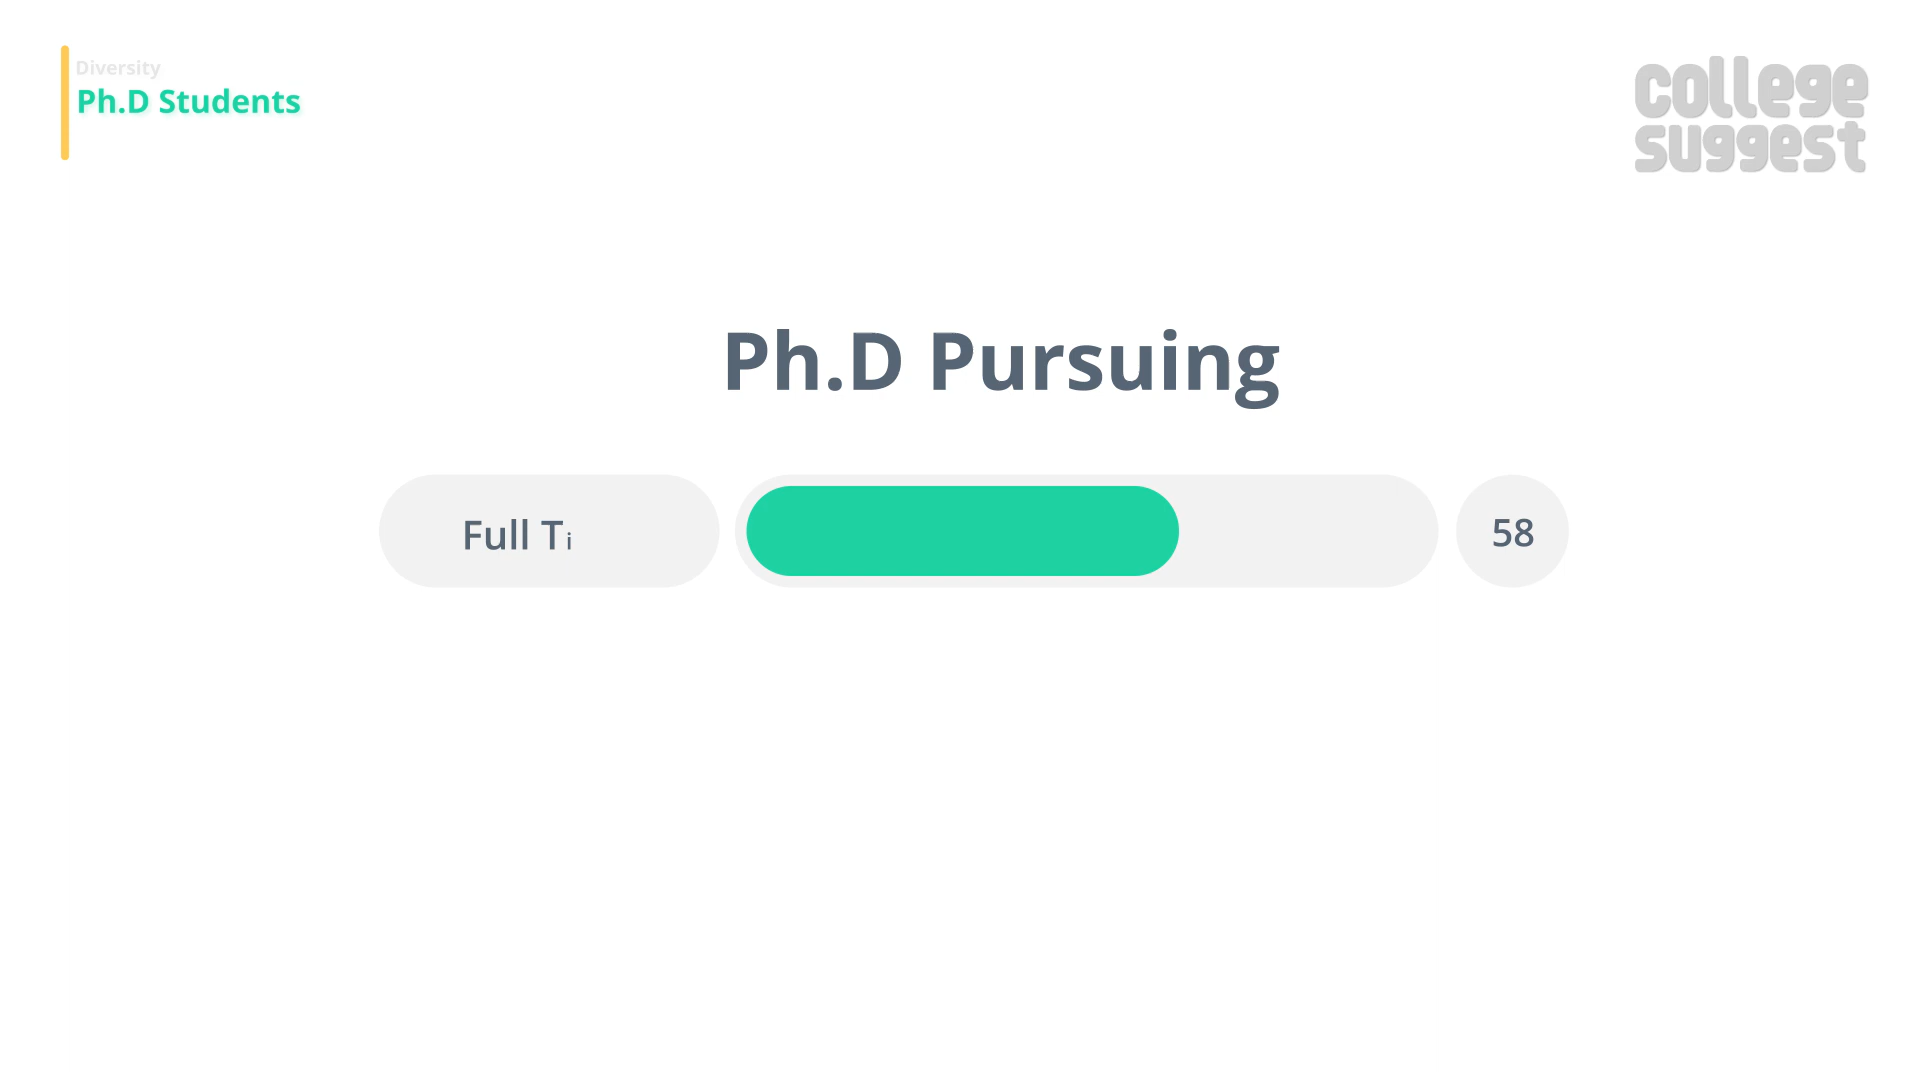 Diversity
Ph.D Students
college
suggest
Ph.D Pursuing
Full Ti
58